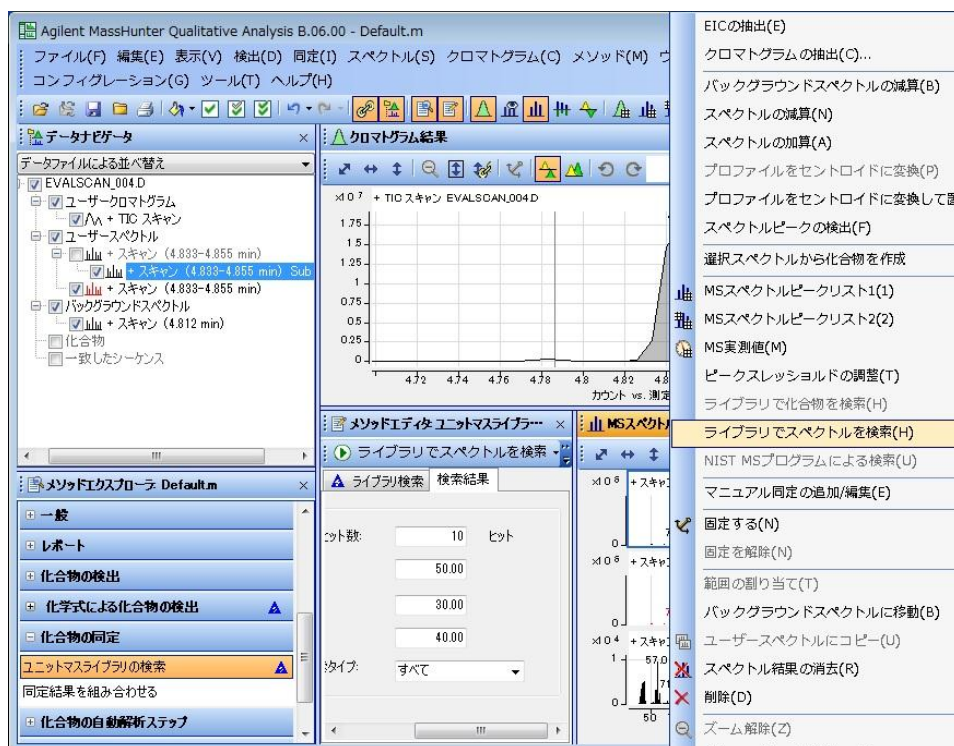 Agilent MassHunter Qualitative Analysis B.06.00 - Default.m
ファイル(F) 編集(E) 表示(V) 検出(D) 同定(I) スペクトル(S) クロマトグラム(C) メソッド(M) ウ
コンフィグレーション(G) ツール(T) ヘルプ(H)
データナビゲータ
データファイルによる並べ替え
EVALSCAN_004.D
ユーザークロマトグラム
+ TIC スキャン
ユーザースペクトル
+ スキャン (4.833-4.855 min)
+ スキャン (4.833-4.855 min) Sub
+ スキャン (4.833-4.855 min)
バックグラウンドスペクトル
+ スキャン (4.812 min)
化合物
一致したシーケンス
メソッドエクスプローラ: Default.m
一般
レポート
化合物の検出
化学式による化合物の検出
化合物の同定
ユニットマスライブラリの検索
同定結果を組み合わせる
化合物の自動解析ステップ
クロマトグラム結果
x10 7 + TIC スキャン EVALSCAN_004.D
1.75
1.5
1.25
1
0.75
0.5
0.25
0
4.72 4.74 4.76 4.78 4.8 4.82 4.8
カウント vs. 測定
メソッドエディタ: ユニットマスライブラ…
ライブラリでスペクトルを検索
ライブラリ検索 検索結果
ヒット数: 10 ヒット
50.00
30.00
40.00
タイプ: すべて
MSスペクトル
x10 6 +スキャン
0
x10 6 +スキャン
0
x10 4 +スキャン
1
57.0
71
0
50
EICの抽出(E)
クロマトグラムの抽出(C)...
バックグラウンドスペクトルの減算(B)
スペクトルの減算(N)
スペクトルの加算(A)
プロファイルをセントロイドに変換(P)
プロファイルをセントロイドに変換して置
スペクトルピークの検出(F)
選択スペクトルから化合物を作成
MSスペクトルピークリスト1(1)
MSスペクトルピークリスト2(2)
MS実測値(M)
ピークスレッショルドの調整(T)
ライブラリで化合物を検索(H)
ライブラリでスペクトルを検索(H)
NIST MSプログラムによる検索(U)
マニュアル同定の追加/編集(E)
固定する(N)
固定を解除(N)
範囲の割り当て(T)
バックグラウンドスペクトルに移動(B)
ユーザースペクトルにコピー(U)
スペクトル結果の消去(R)
削除(D)
ズーム解除(Z)